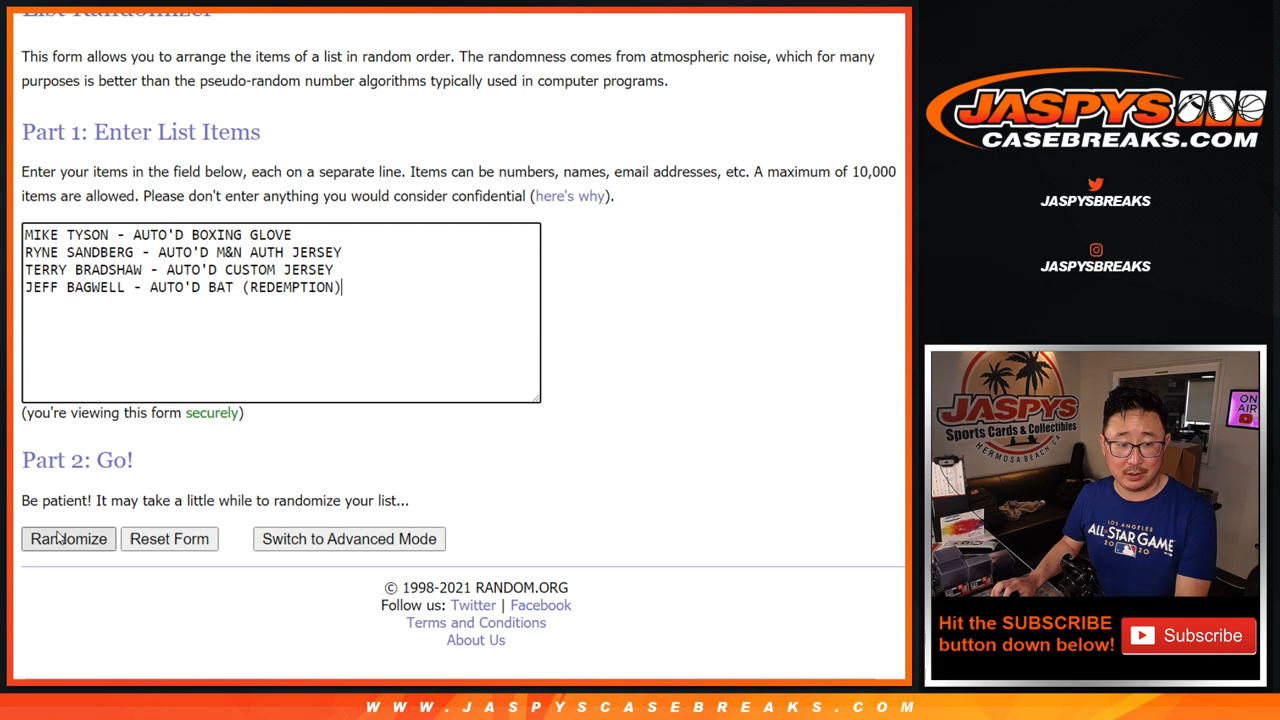 List Randomizer
This form allows you to arrange the items of a list in random order. The randomness comes from atmospheric noise, which for many
purposes is better than the pseudo-random number algorithms typically used in computer programs.
Part 1: Enter List Items
Enter your items in the field below, each on a separate line. Items can be numbers, names, email addresses, etc. A maximum of 10,000
items are allowed. Please don't enter anything you would consider confidential (here's why).
MIKE TYSON - AUTO'D BOXING GLOVE
RYNE SANDBERG - AUTO'D M&N AUTH JERSEY
TERRY BRADSHAW - AUTO'D CUSTOM JERSEY
JEFF BAGWELL - AUTO'D BAT (REDEMPTION)
(you're viewing this form securely)
Part 2: Go!
Be patient! It may take a little while to randomize your list...
Randomize
Reset Form
Switch to Advanced Mode
© 1998-2021 RANDOM.ORG
Follow us: Twitter | Facebook
Terms and Conditions
About Us
JASPYS
CASEBREAKS.COM
JASPYSBREAKS
JASPYSBREAKS
JASPYS
Sports Cards & Collectibles
HERMOSA BEACH CA
ON
AIR
LOS ANGELES
ALL-STAR GAME
2020
Hit the SUBSCRIBE
button down below!
Subscribe
WWW.JASPYSCASEBREAKS.COM